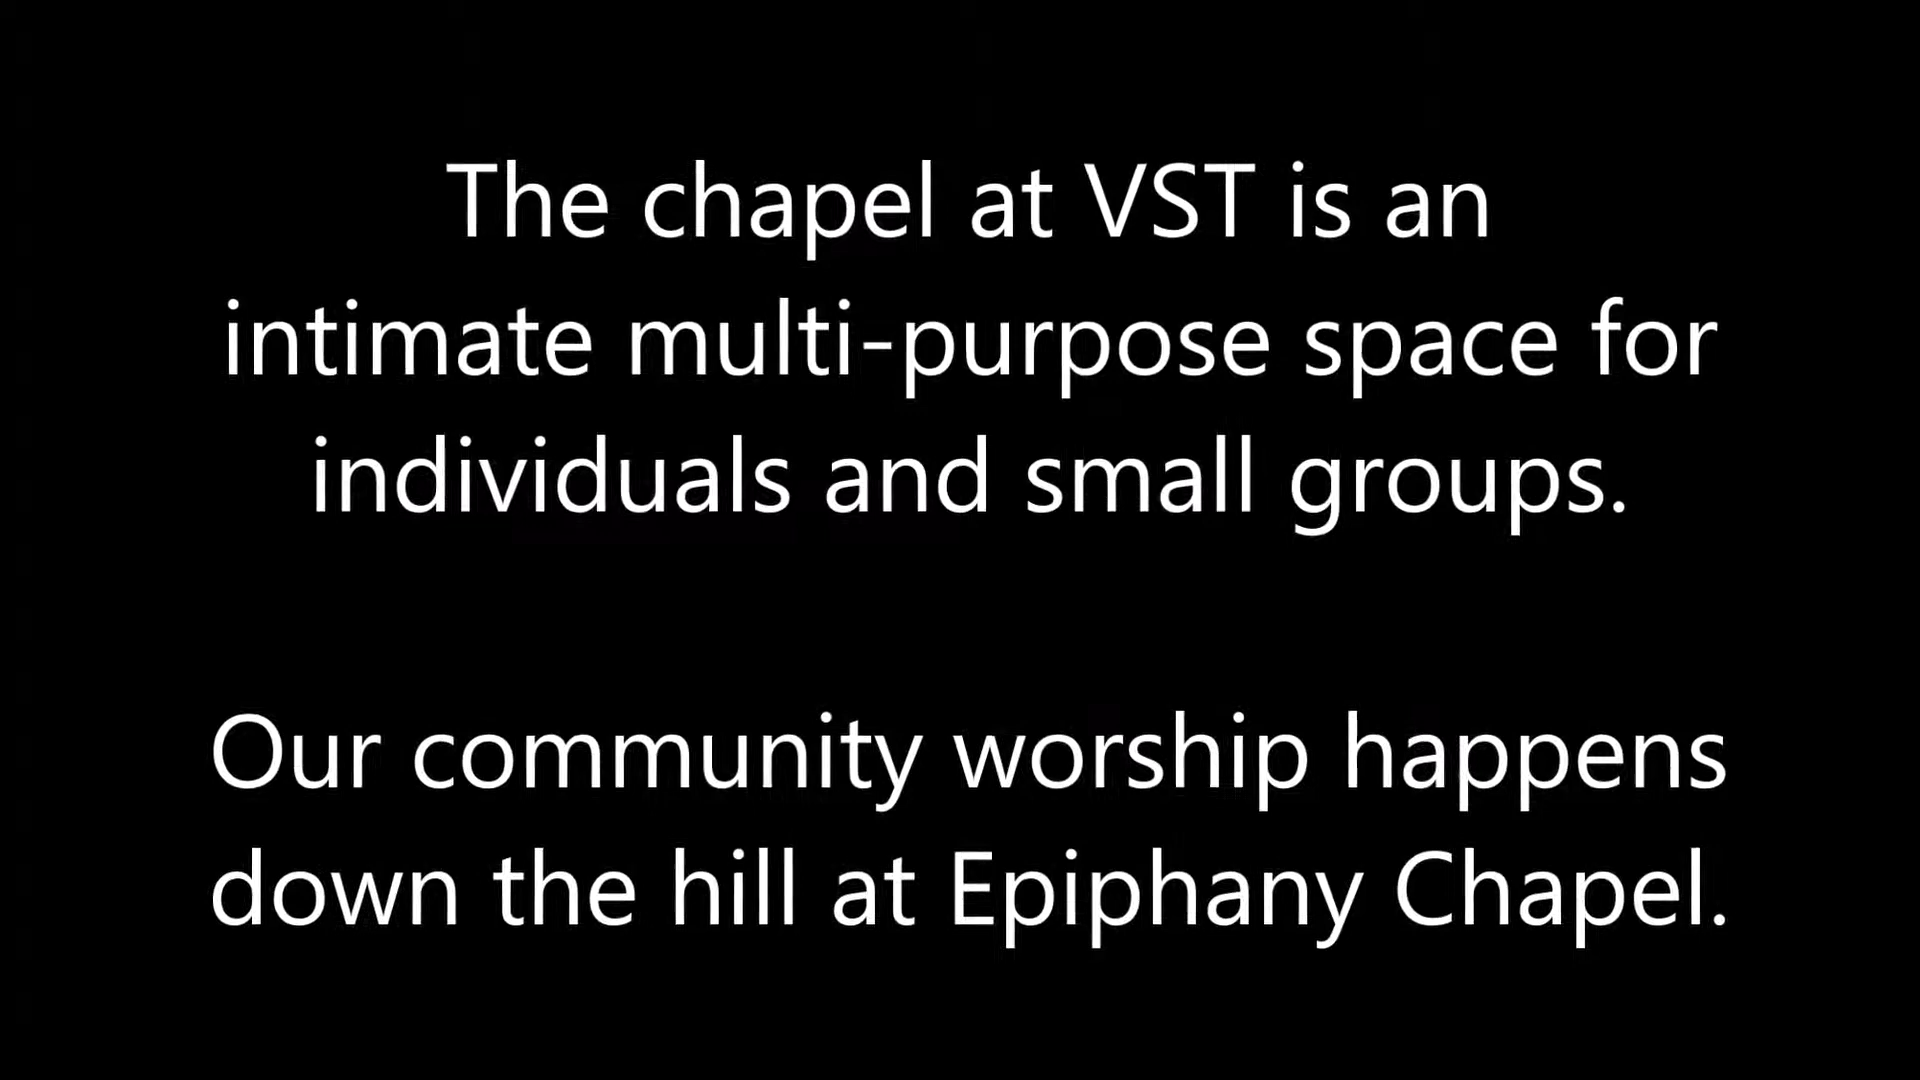 The chapel at VST is an
intimate multi-purpose space for
individuals and small groups.
Our community worship happens
down the hill at Epiphany Chapel.